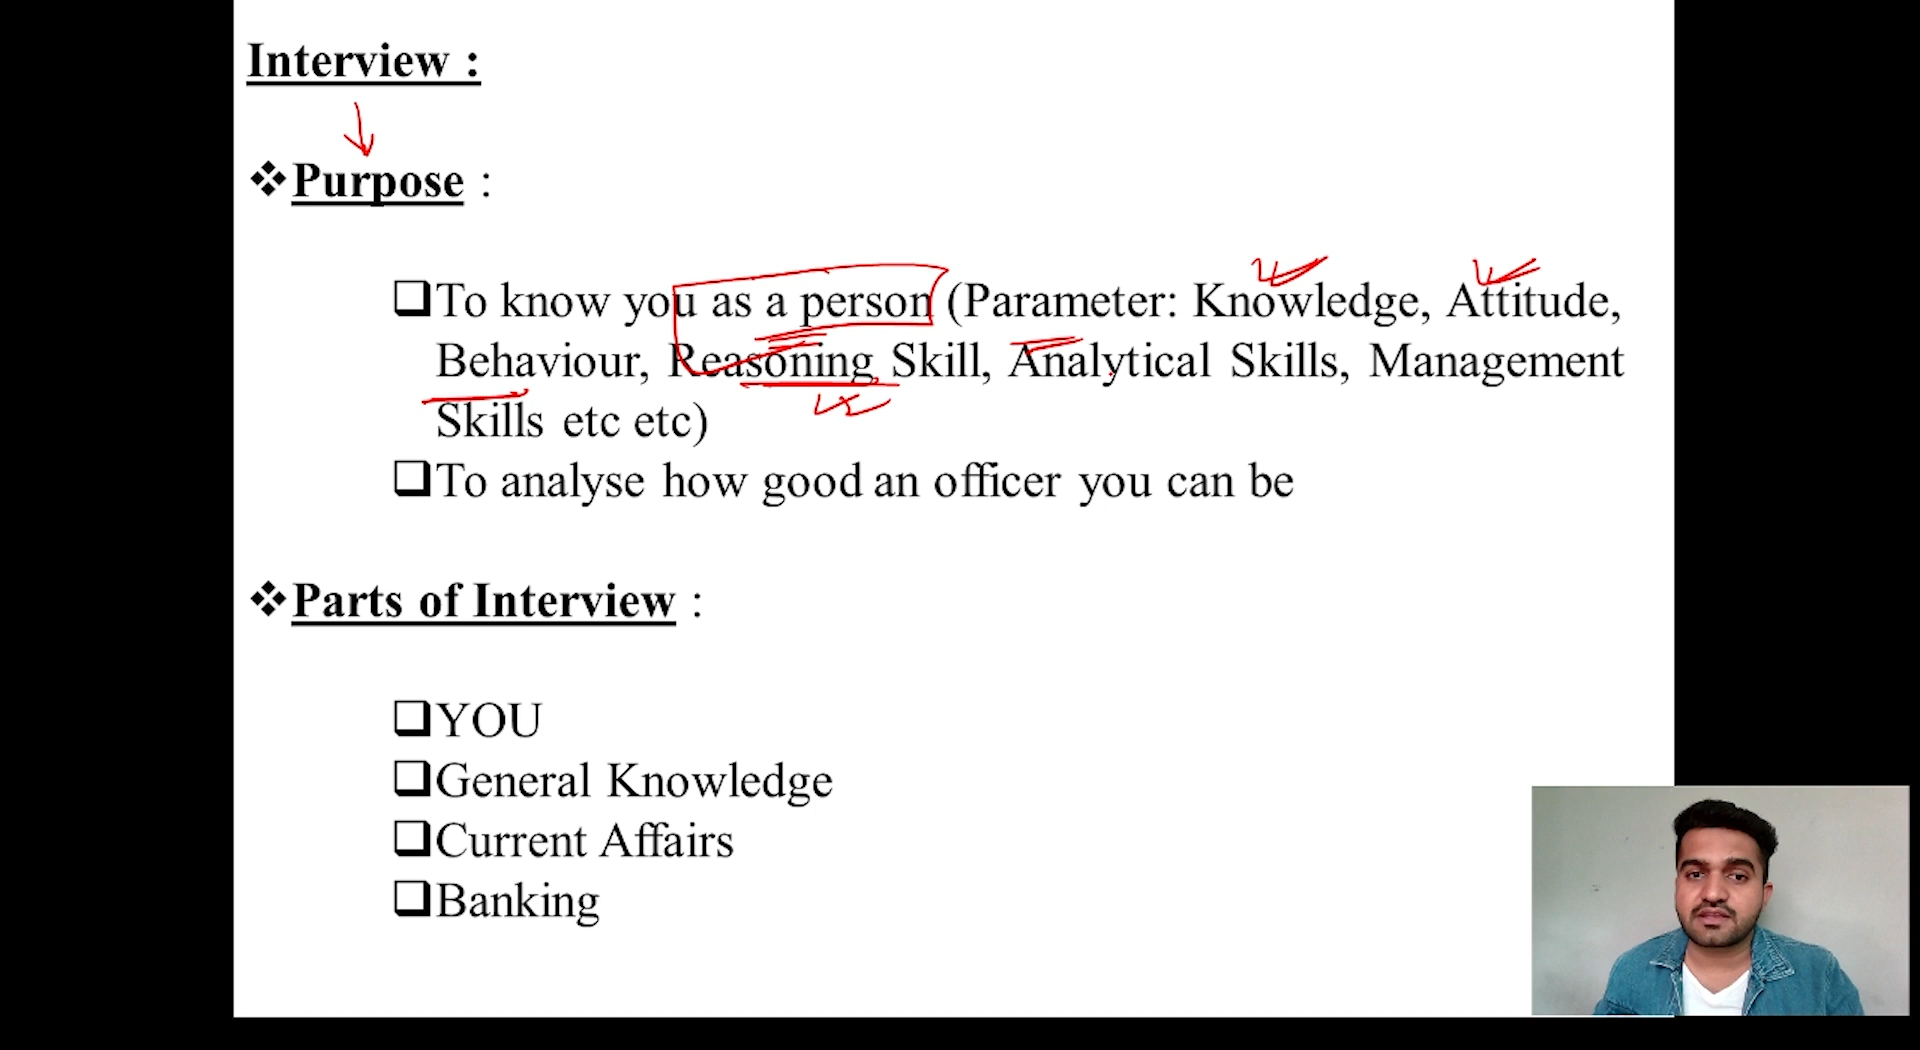 Interview :
❖Purpose :
❑To know you as a person (Parameter: Knowledge, Attitude,
Behaviour, Reasoning Skill, Analytical Skills, Management
Skills etc etc)
❑To analyse how good an officer you can be
❖Parts of Interview :
❑YOU
❑General Knowledge
❑Current Affairs
❑Banking